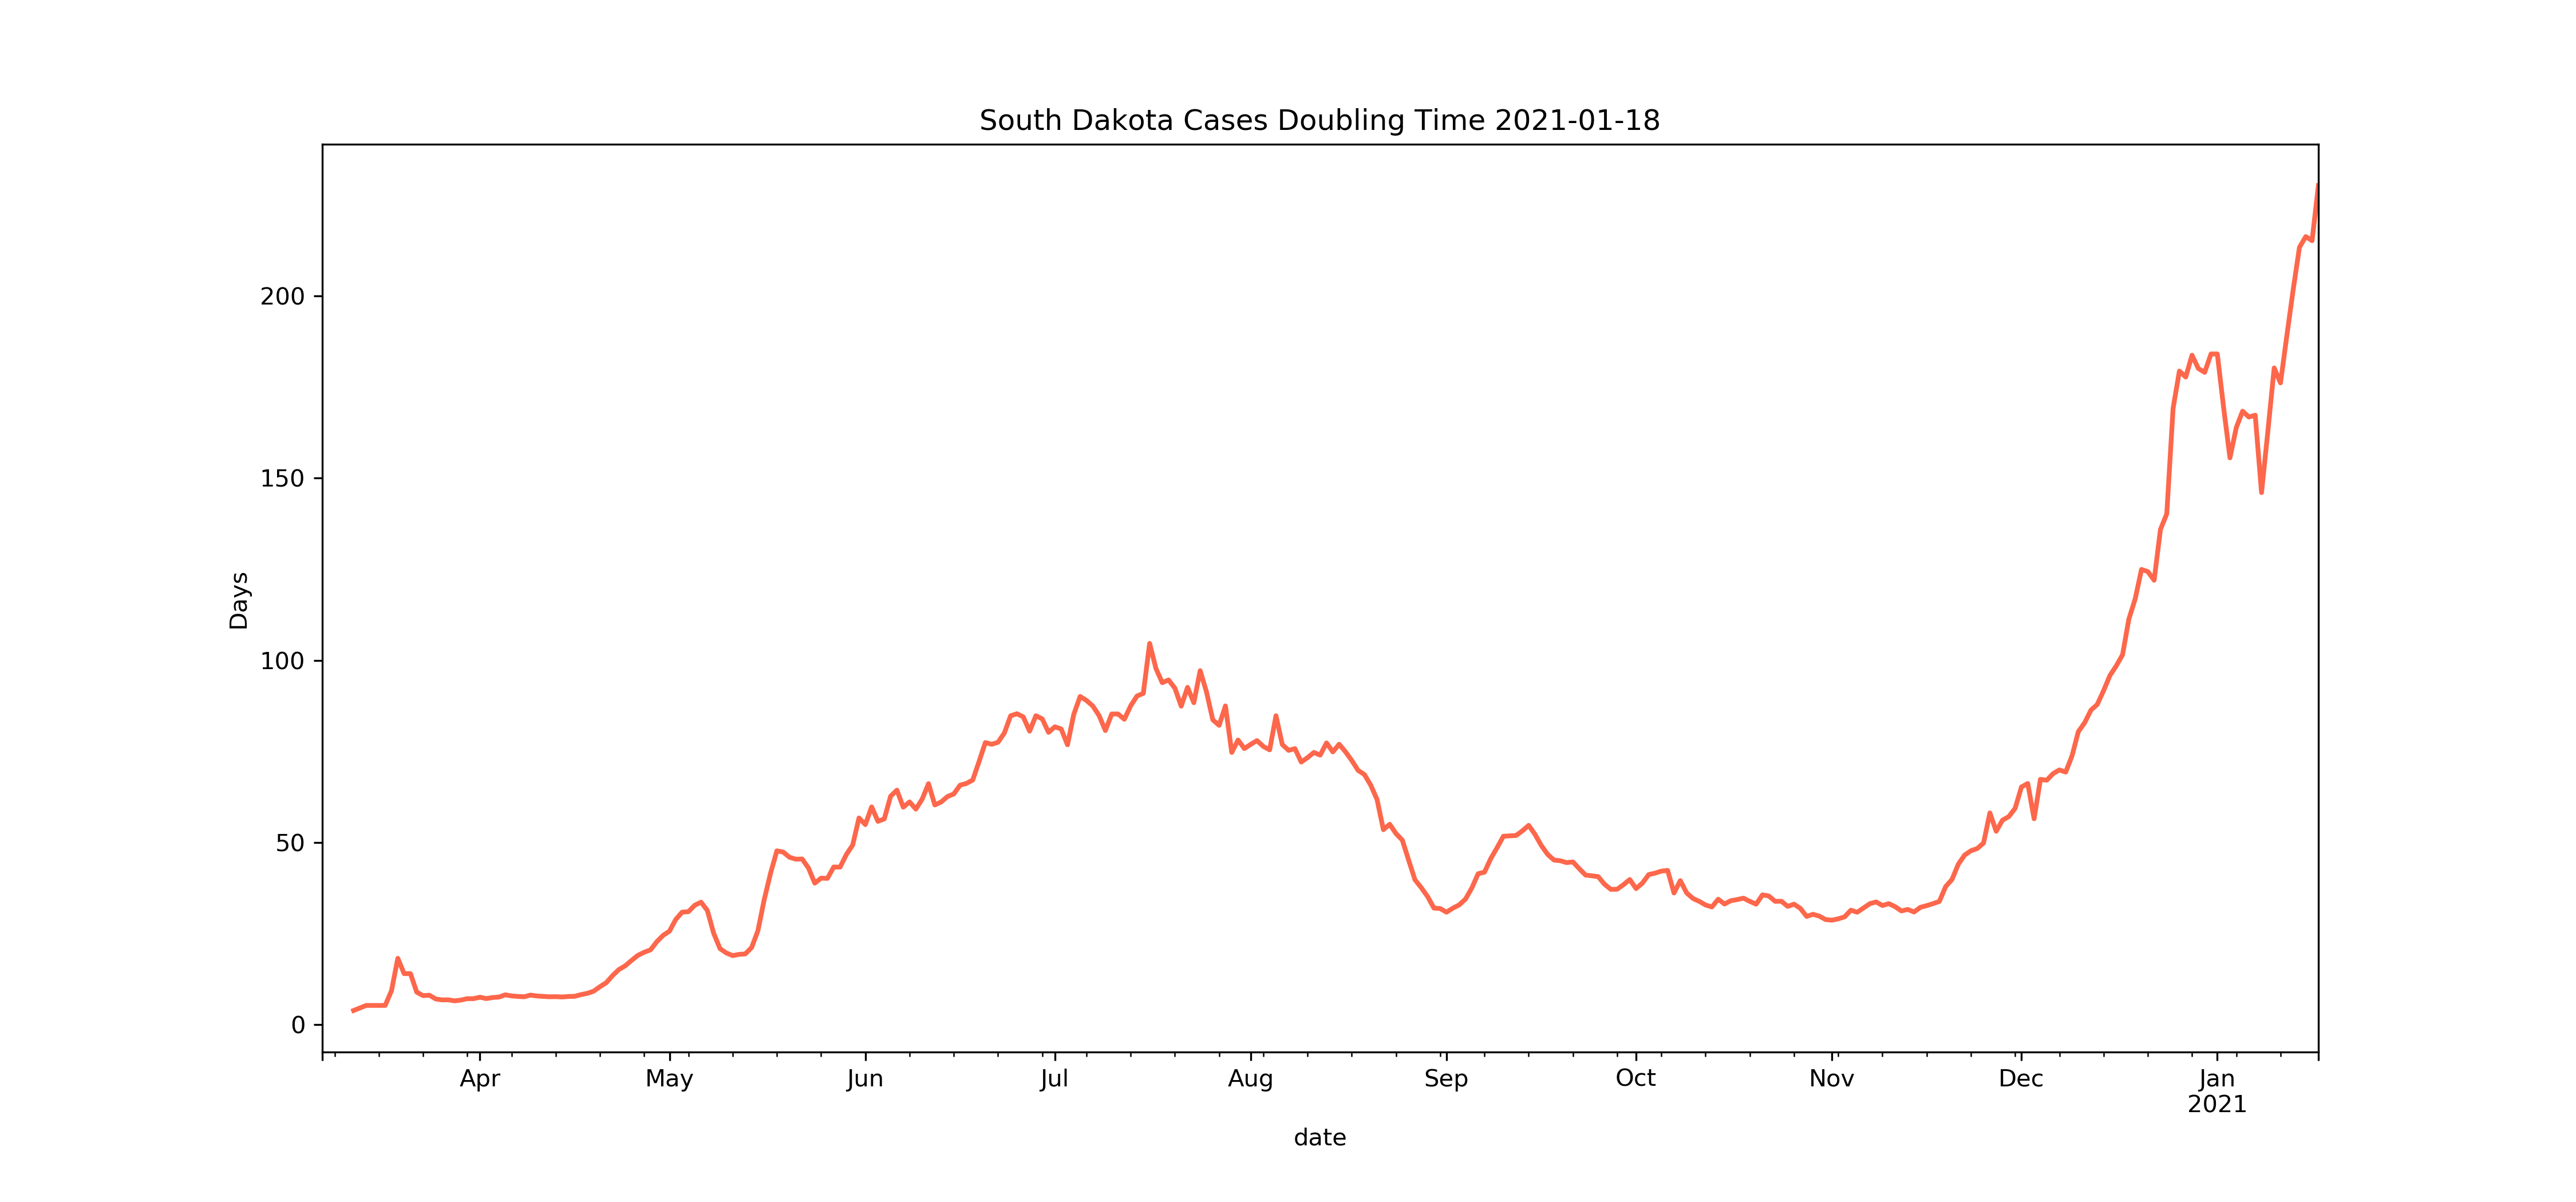 South Dakota Cases Doubling Time 2021-01-18
200
150
100
50
0
Days
Apr May Jun Jul Aug Sep Oct Nov Dec Jan
2021
date